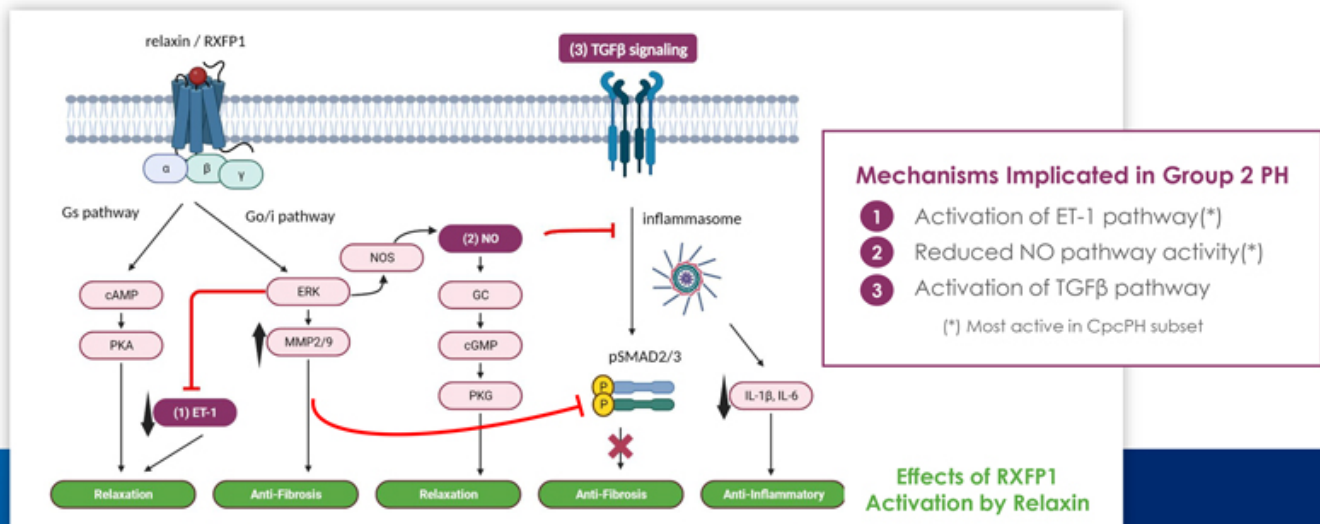 relaxin / RXFP1
(3) TGFβ signaling
α
β
γ
Gs pathway
Go/i pathway
inflammasome
NOS
(2) NO
cAMP
ERK
GC
PKA
MMP2/9
cGMP
pSMAD2/3
(1) ET-1
PKG
P
P
IL-1β, IL-6
Relaxation
Anti-Fibrosis
Relaxation
Anti-Fibrosis
Anti-Inflammatory
Effects of RXFP1
Activation by Relaxin
Mechanisms Implicated in Group 2 PH
1 Activation of ET-1 pathway(*)
2 Reduced NO pathway activity(*)
3 Activation of TGFβ pathway
(*) Most active in CpcPH subset